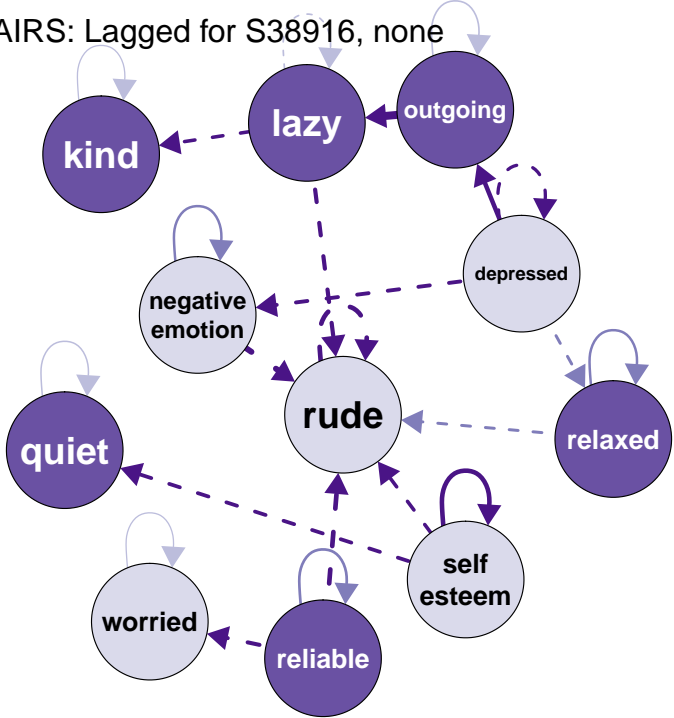 AIRS: Lagged for S38916, none
kind
lazy
outgoing
negative
emotion
depressed
rude
quiet
relaxed
self
esteem
worried
reliable